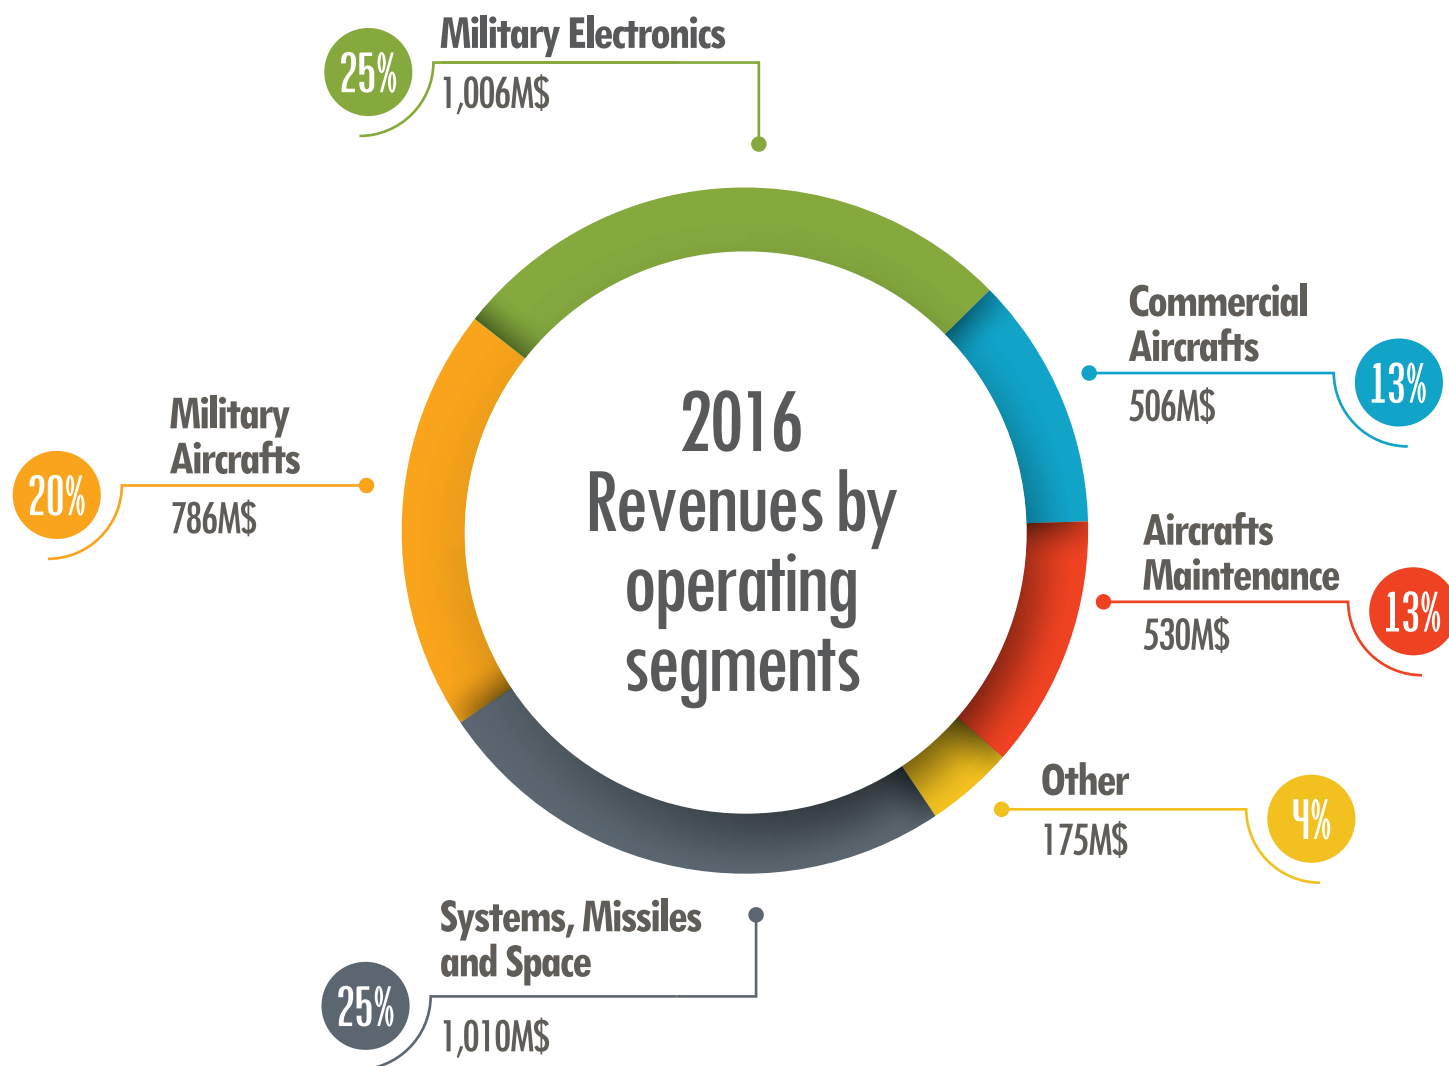 25%
Military Electronics
1,006M$
Commercial
Aircrafts
506M$
13%
2016
Revenues by
operating
segments
Military
Aircrafts
786M$
20%
Aircrafts
Maintenance
530M$
13%
Other
175M$
4%
Systems, Missiles
and Space
1,010M$
25%